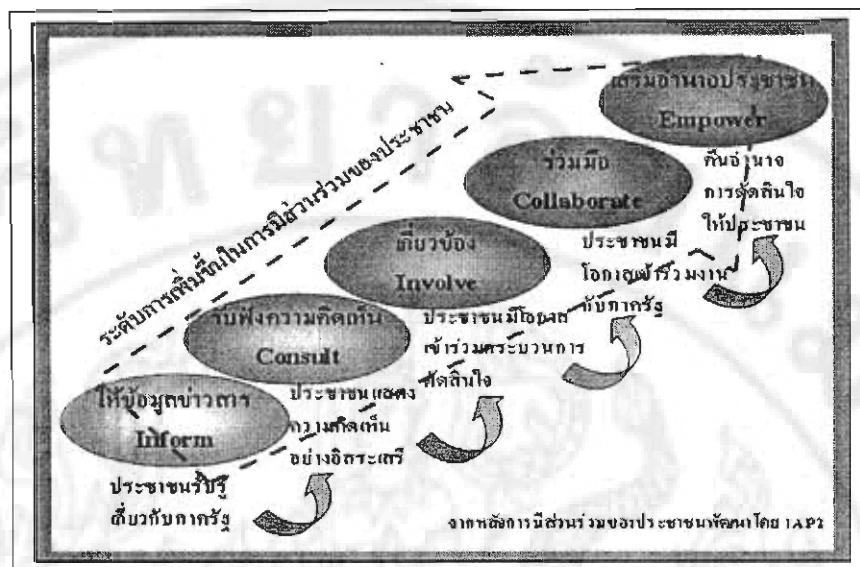 เสริมอำนาจประชาชน
Empower
ระดับการเพิ่มขึ้นในการมีส่วนร่วมของประชาชน
ร่วมมือ
Collaborate
คืนอำนาจ
การตัดสินใจ
ให้ประชาชน
เกี่ยวข้อง
Involve
ประชาชนมี
โอกาสเข้าร่วมงาน
กับภาครัฐ
รับฟังความคิดเห็น
Consult
ประชาชนมีโอกาส
เข้าร่วมกระบวนการ
ตัดสินใจ
ให้ข้อมูลข่าวสาร
Inform
ประชาชนแสดง
ความคิดเห็น
อย่างอิสระเสรี
ประชาชนรับรู้
เกี่ยวกับภาครัฐ
จากหลังการมีส่วนร่วมของประชาชนพัฒนาโดย IAP2